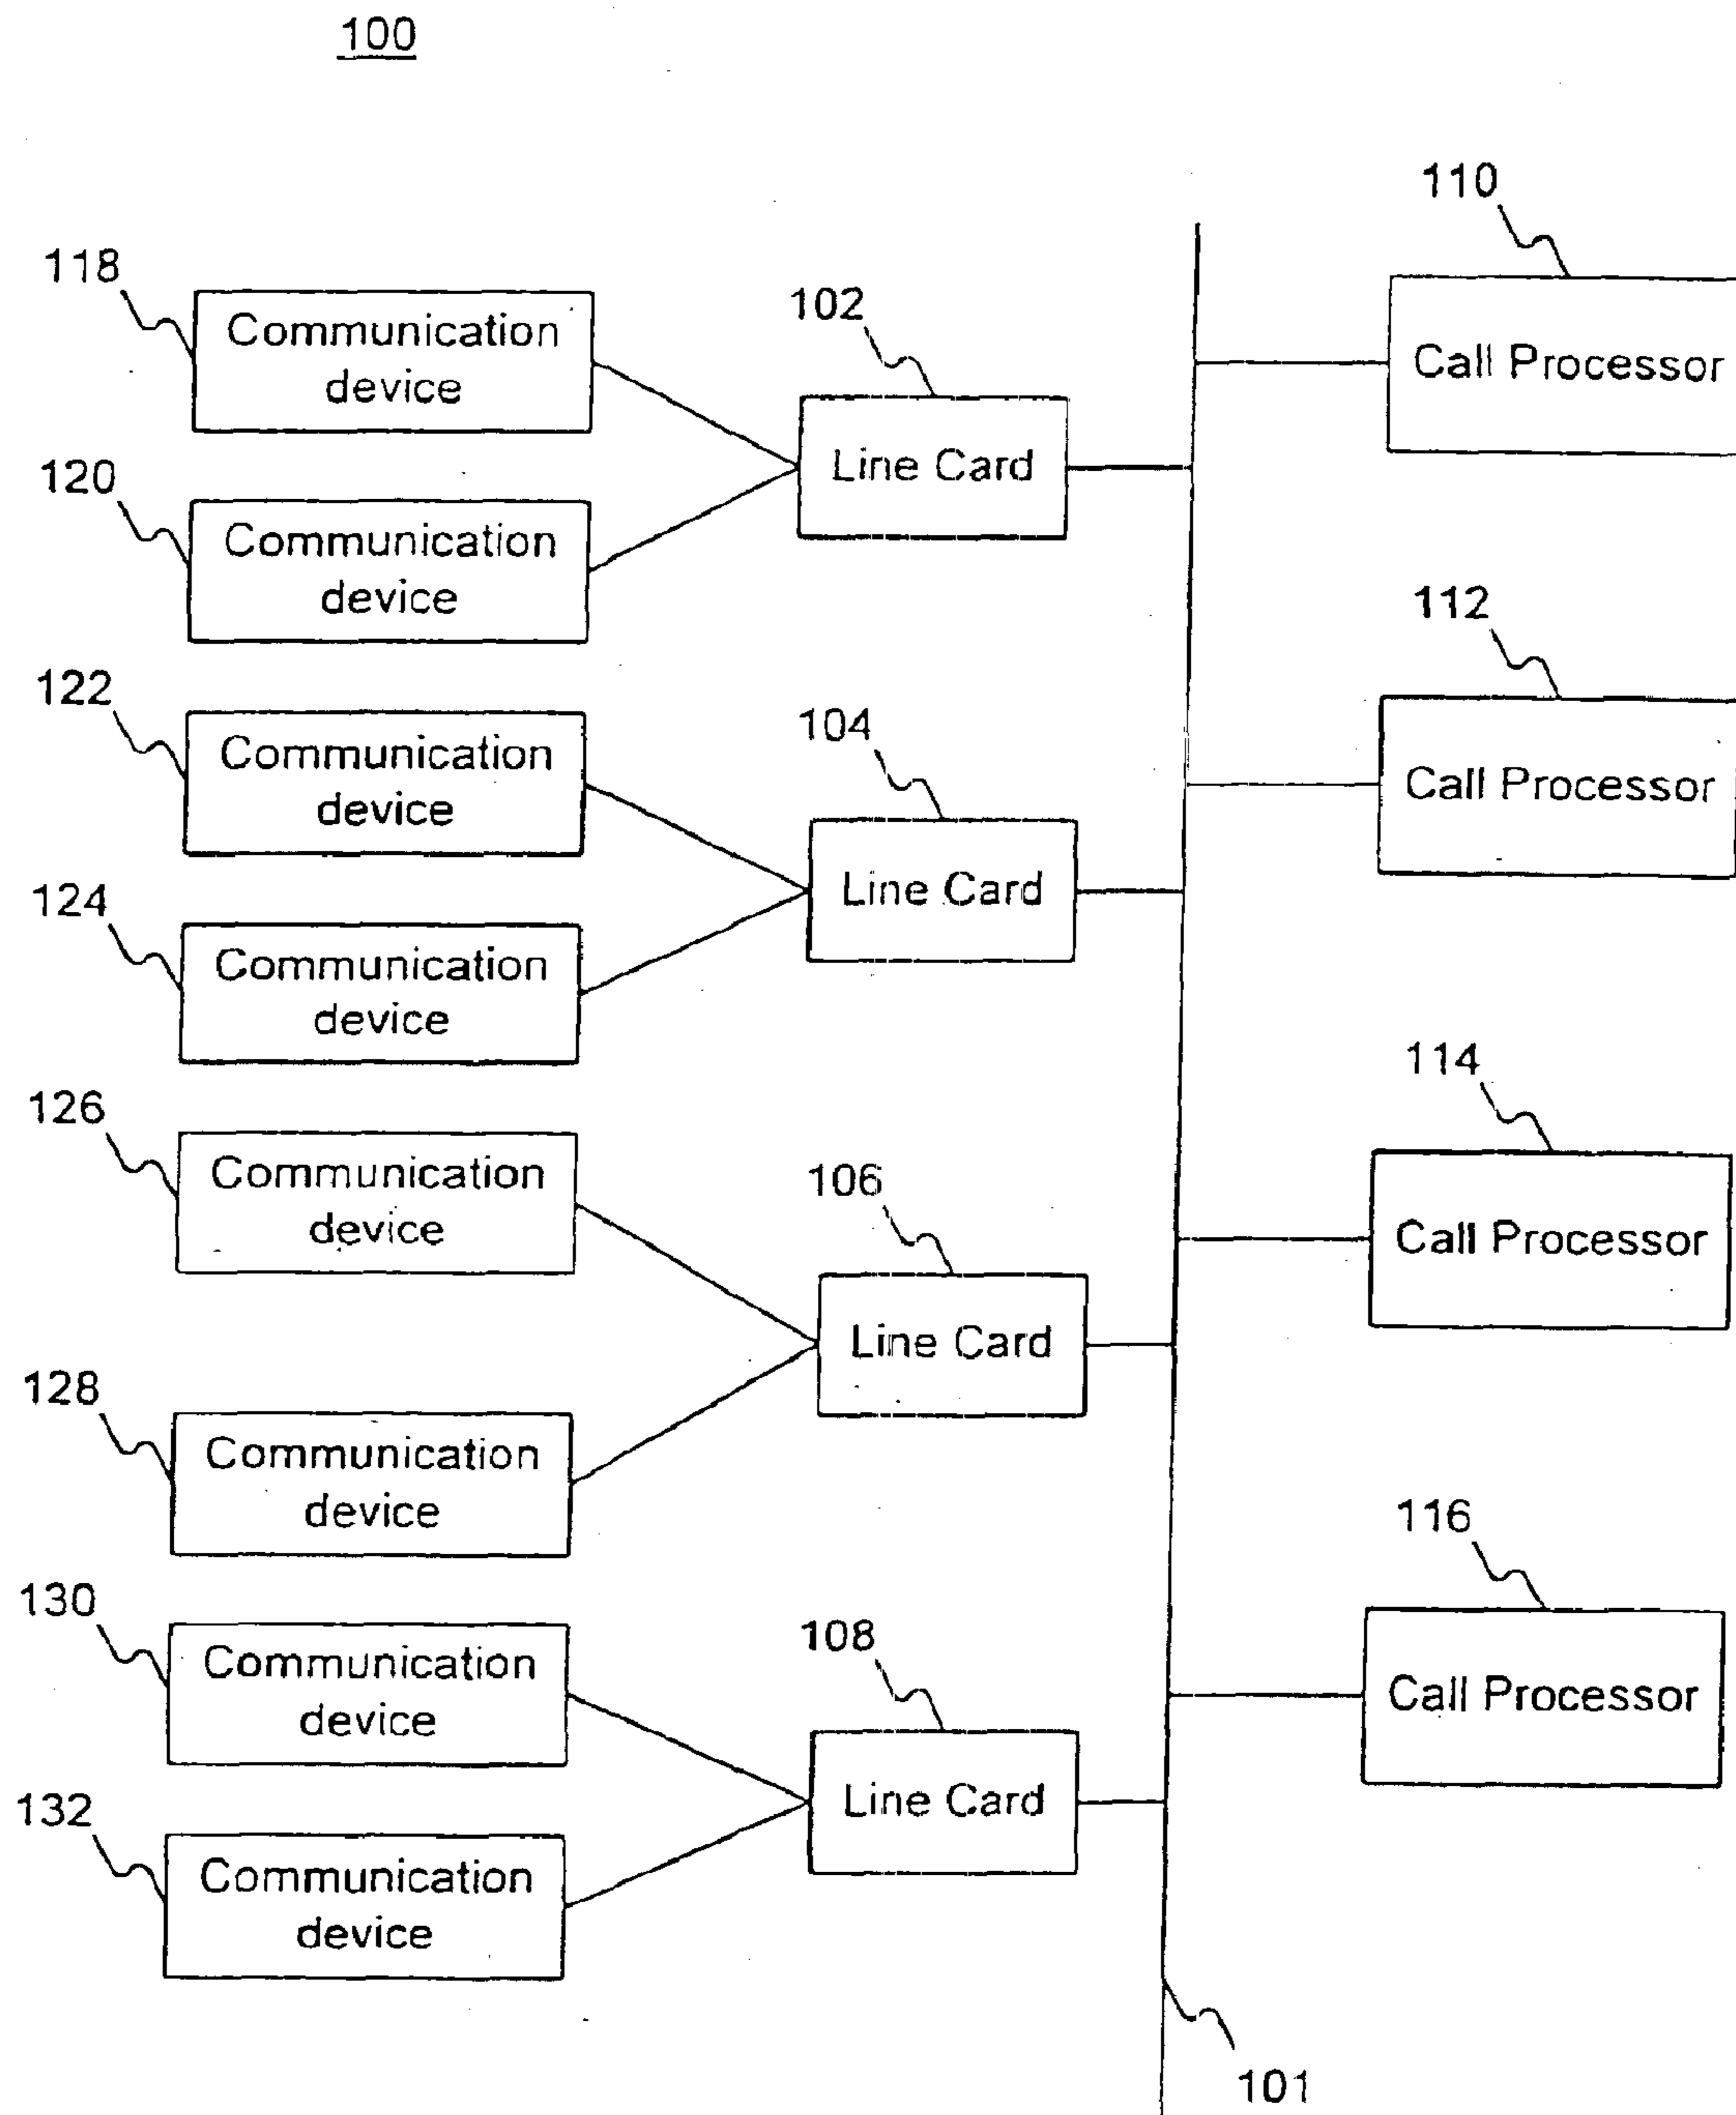 100
110
118
Communication
device
102
Call Processor
Line Card
120
Communication
device
112
122
Communication
device
104
Call Processor
Line Card
124
Communication
device
114
126
Communication
device
106
Call Processor
Line Card
128
Communication
device
116
130
Communication
device
108
Call Processor
Line Card
132
Communication
device
101